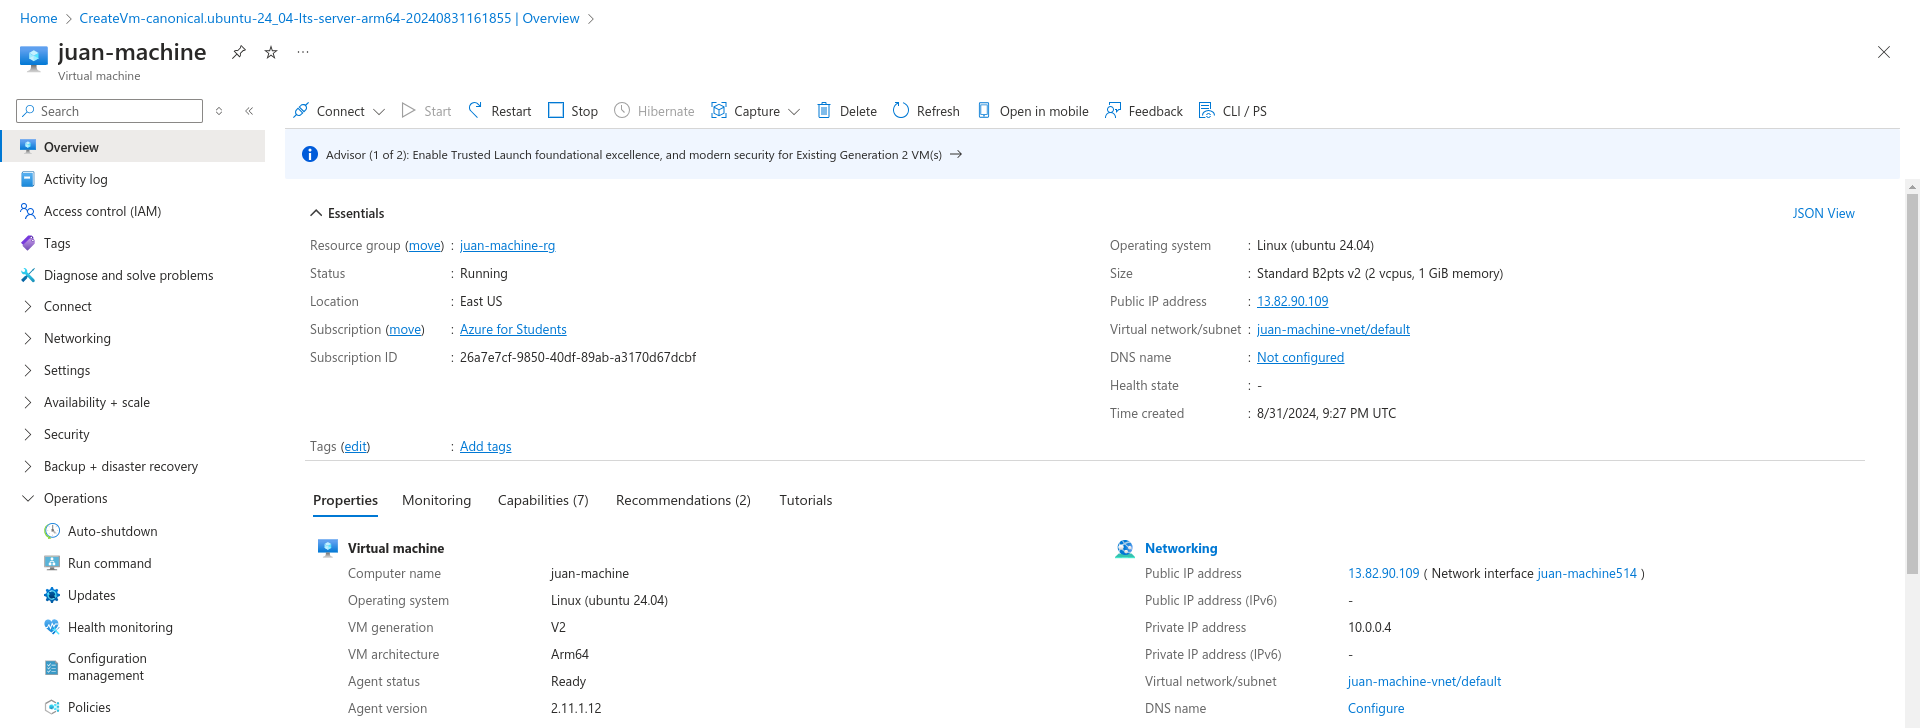 Home > CreateVm-canonical.ubuntu-24_04-lts-server-arm64-20240831161855 | Overview >
juan-machine
Virtual machine
Search
Overview
Activity log
Access control (IAM)
Tags
Diagnose and solve problems
Connect
Networking
Settings
Availability + scale
Security
Backup + disaster recovery
Operations
Auto-shutdown
Run command
Updates
Health monitoring
Configuration
management
Policies
Connect Start Restart Stop Hibernate Capture Delete Refresh Open in mobile Feedback CLI / PS
Advisor (1 of 2): Enable Trusted Launch foundational excellence, and modern security for Existing Generation 2 VM(s) →
Essentials JSON View
Resource group (move) : juan-machine-rg
Status : Running
Location : East US
Subscription (move) : Azure for Students
Subscription ID : 26a7e7cf-9850-40df-89ab-a3170d67dcbf
Operating system : Linux (ubuntu 24.04)
Size : Standard B2pts v2 (2 vcpus, 1 GiB memory)
Public IP address : 13.82.90.109
Virtual network/subnet : juan-machine-vnet/default
DNS name : Not configured
Health state : -
Time created : 8/31/2024, 9:27 PM UTC
Tags (edit) : Add tags
Properties Monitoring Capabilities (7) Recommendations (2) Tutorials
Virtual machine
Computer name juan-machine
Operating system Linux (ubuntu 24.04)
VM generation V2
VM architecture Arm64
Agent status Ready
Agent version 2.11.1.12
Networking
Public IP address 13.82.90.109 ( Network interface juan-machine514 )
Public IP address (IPv6) -
Private IP address 10.0.0.4
Private IP address (IPv6) -
Virtual network/subnet juan-machine-vnet/default
DNS name Configure